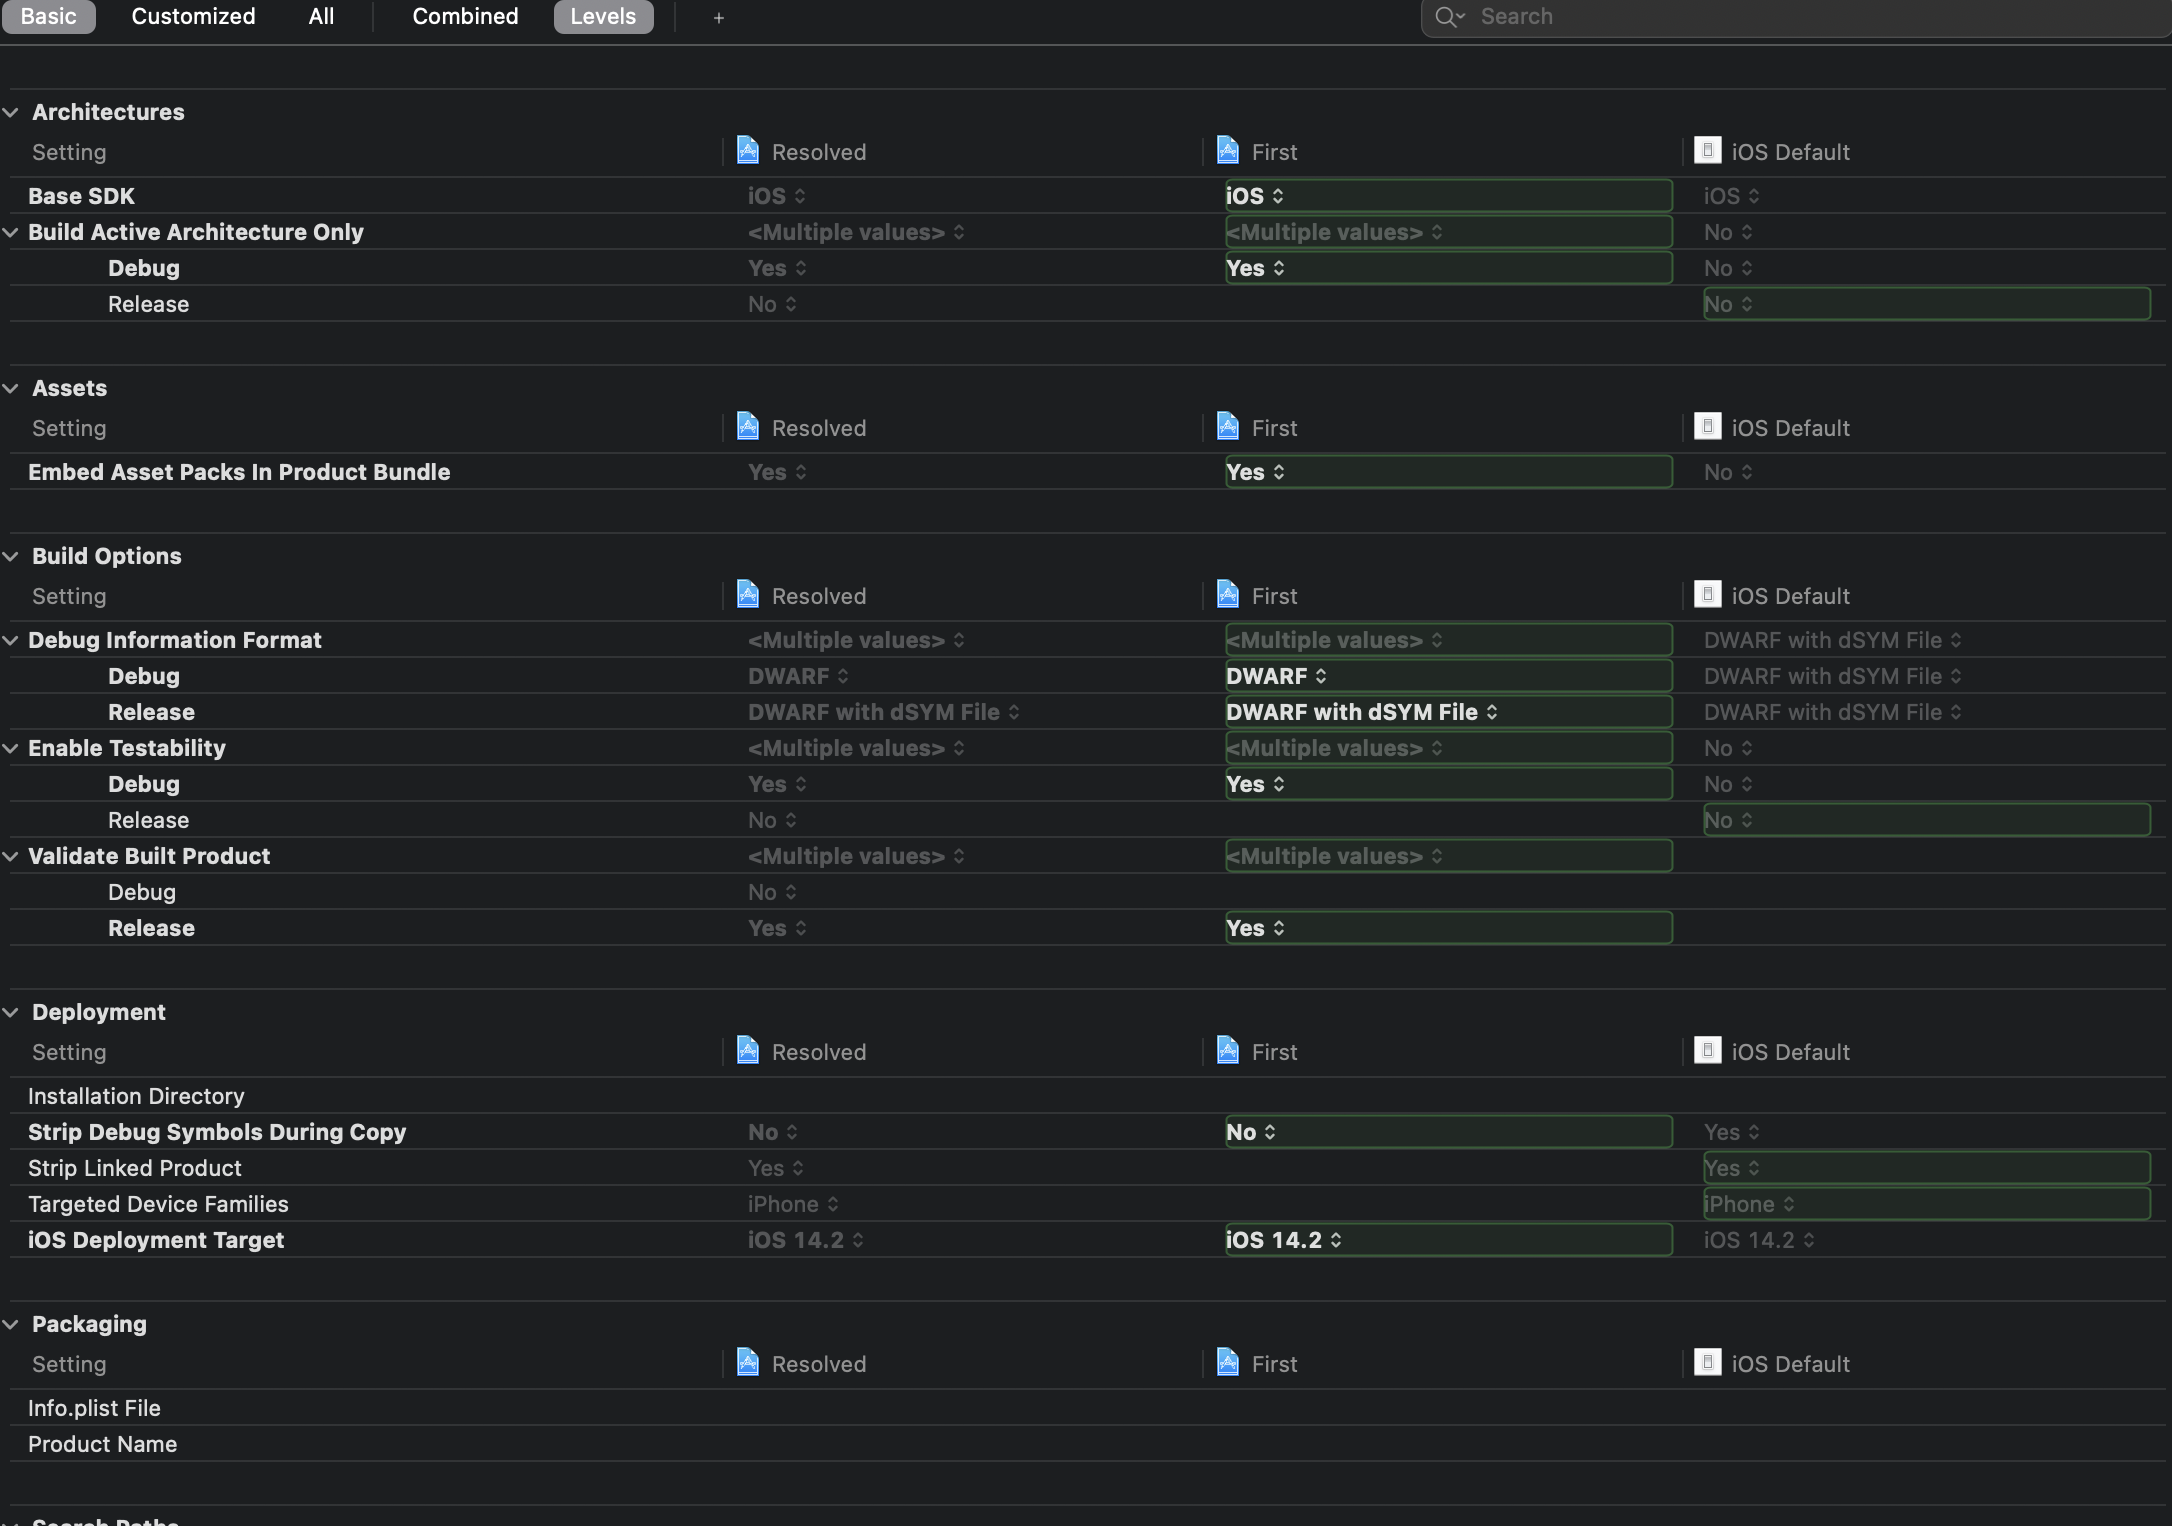 Basic Customized All Combined Levels + Search
Architectures
Setting Resolved First iOS Default
Base SDK iOS iOS iOS
Build Active Architecture Only <Multiple values> <Multiple values> No
Debug Yes Yes No
Release No No
Assets
Setting Resolved First iOS Default
Embed Asset Packs In Product Bundle Yes Yes No
Build Options
Setting Resolved First iOS Default
Debug Information Format <Multiple values> <Multiple values> DWARF with dSYM File
Debug DWARF DWARF DWARF with dSYM File
Release DWARF with dSYM File DWARF with dSYM File DWARF with dSYM File
Enable Testability <Multiple values> <Multiple values> No
Debug Yes Yes No
Release No No
Validate Built Product <Multiple values> <Multiple values>
Debug No
Release Yes Yes
Deployment
Setting Resolved First iOS Default
Installation Directory
Strip Debug Symbols During Copy No No Yes
Strip Linked Product Yes Yes
Targeted Device Families iPhone iPhone
iOS Deployment Target iOS 14.2 iOS 14.2 iOS 14.2
Packaging
Setting Resolved First iOS Default
Info.plist File
Product Name
Search Paths